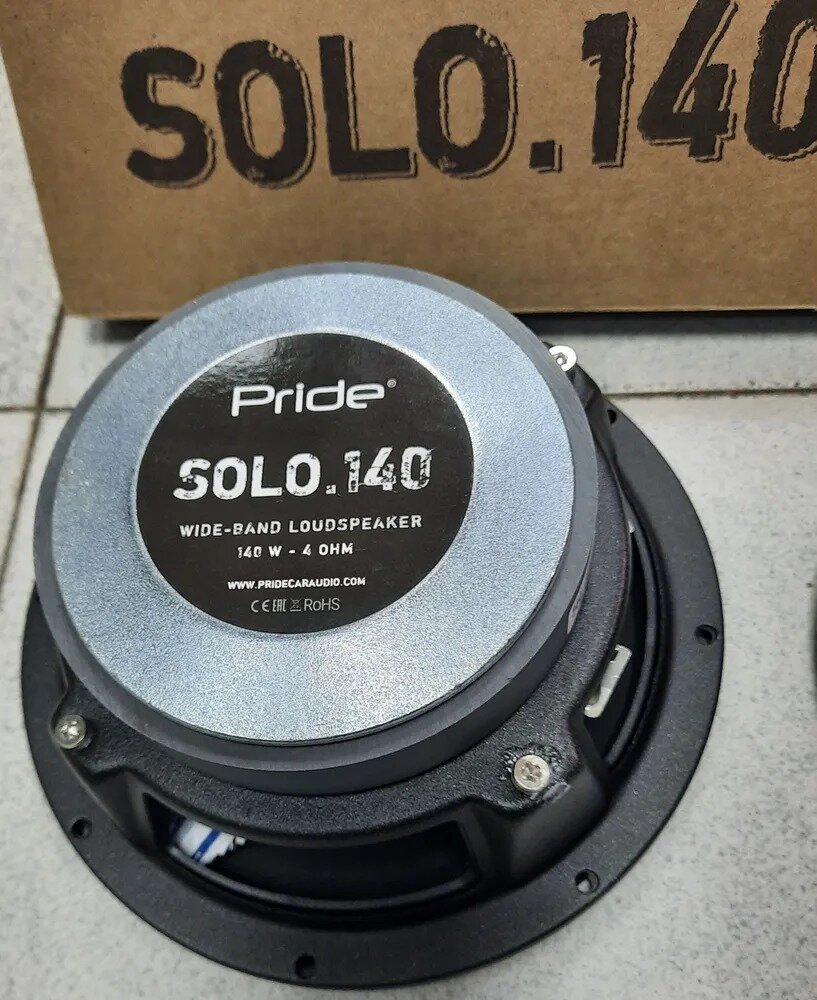 SOLO.140
Pride®
SOLO.140
WIDE-BAND LOUDSPEAKER
140 W - 4 OHM
WWW.PRIDECARAUDIO.COM
CE EAC RoHS